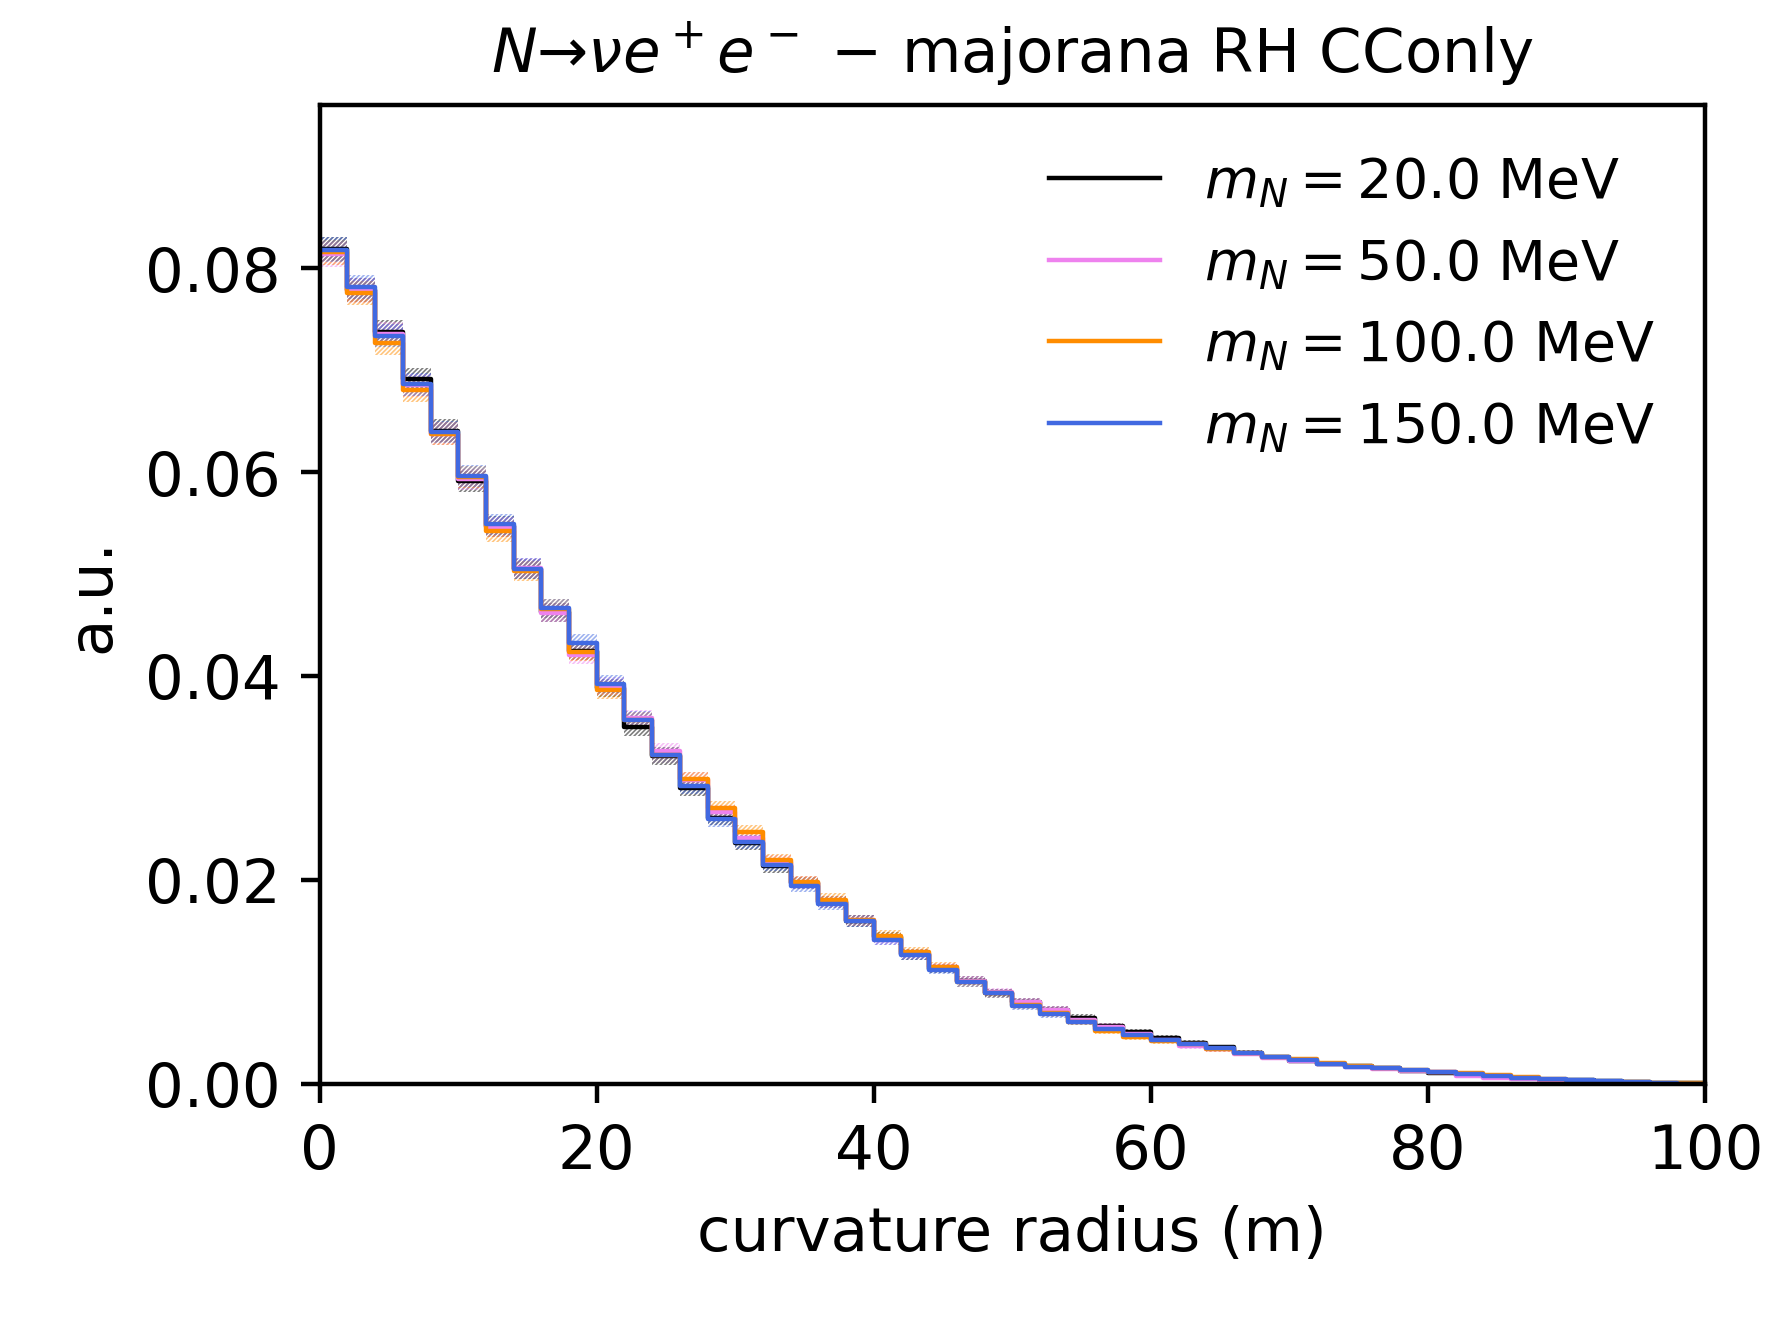 N→νe⁺e⁻ − majorana RH CConly
m_N = 20.0 MeV
m_N = 50.0 MeV
m_N = 100.0 MeV
m_N = 150.0 MeV
a.u.
0.08
0.06
0.04
0.02
0.00
0 20 40 60 80 100
curvature radius (m)